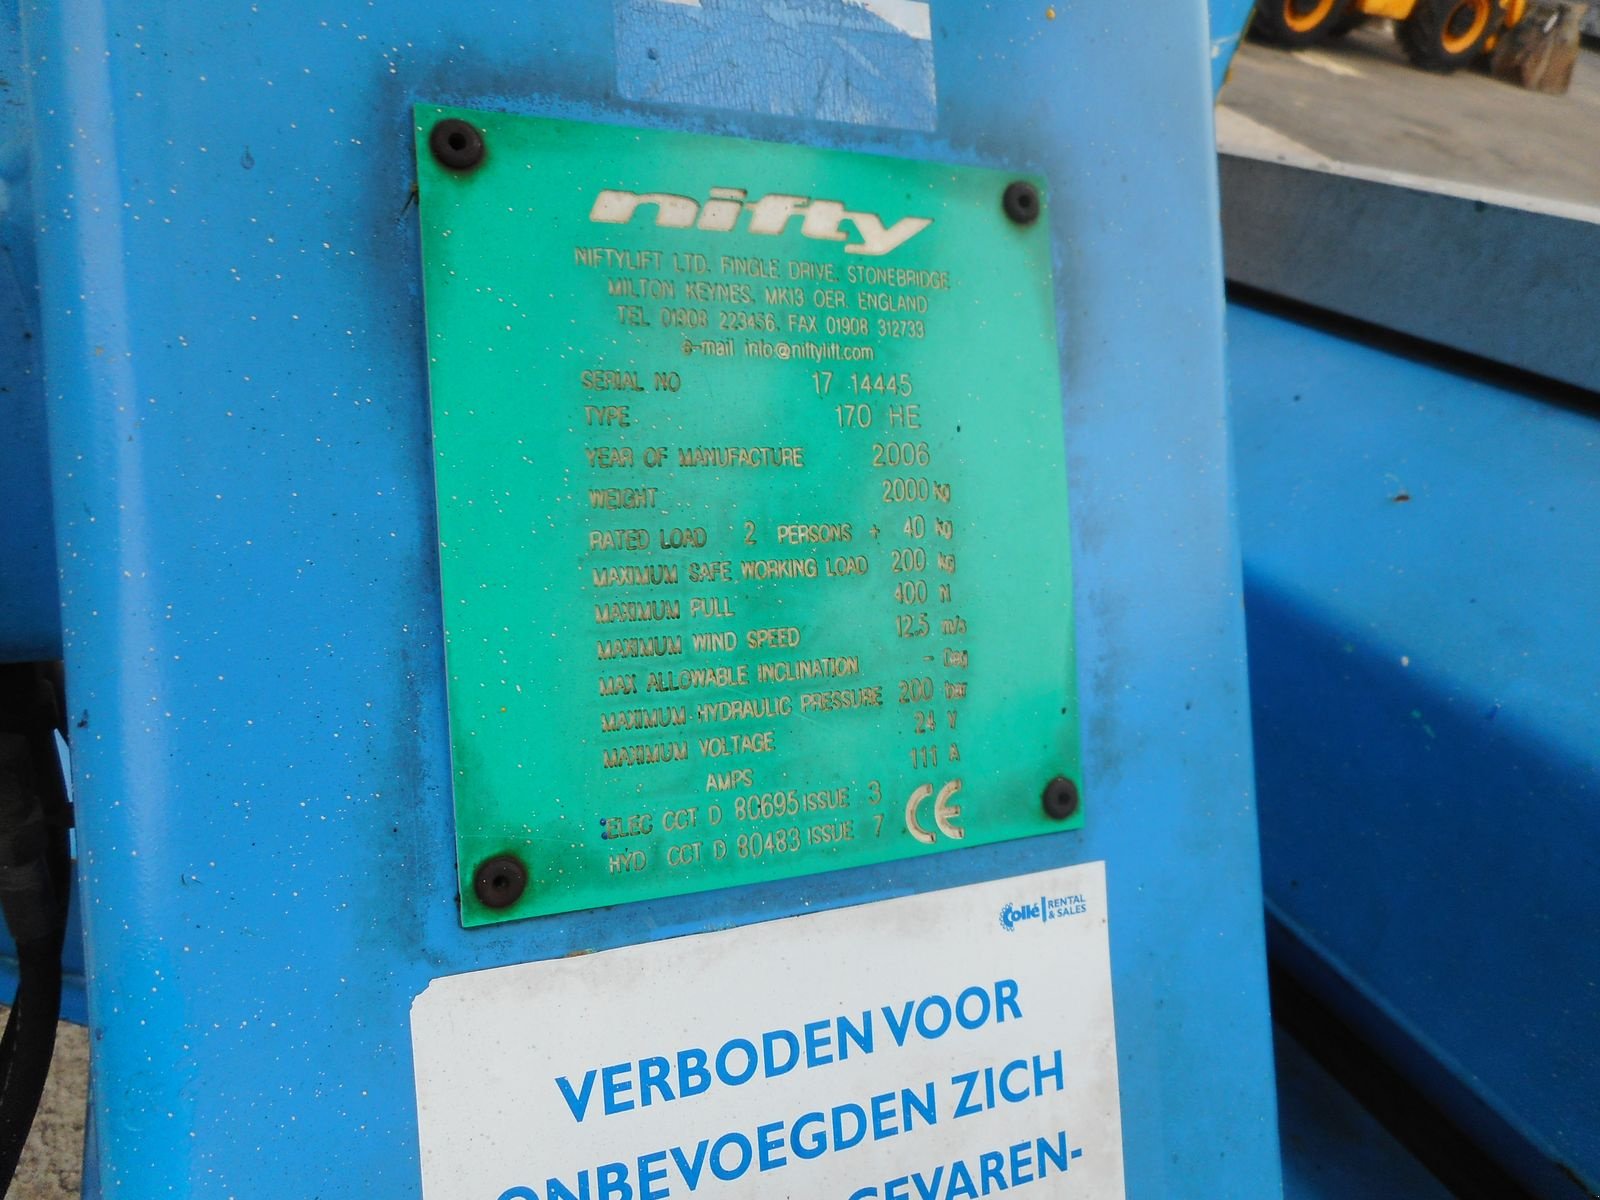 nifty
NIFTYLIFT LTD. FINGLE DRIVE. STONEBRIDGE
MILTON KEYNES. MK13 OER. ENGLAND
TEL 01908 223456. FAX 01908 312733
e-mail info@niftylift.com
SERIAL NO 17 14445
TYPE 170 HE
YEAR OF MANUFACTURE 2006
WEIGHT 2000 kg
RATED LOAD 2 PERSONS + 40 kg
MAXIMUM SAFE WORKING LOAD 200 kg
MAXIMUM PULL 400 N
MAXIMUM WIND SPEED 12.5 m/s
MAX ALLOWABLE INCLINATION - Deg
MAXIMUM HYDRAULIC PRESSURE 200 bar
MAXIMUM VOLTAGE 24 V
AMPS 111 A
ELEC CCT D 80695 ISSUE 3
HYD CCT D 80483 ISSUE 7 CE
Collé RENTAL
& SALES
VERBODEN VOOR
ONBEVOEGDEN ZICH
GEVAREN-